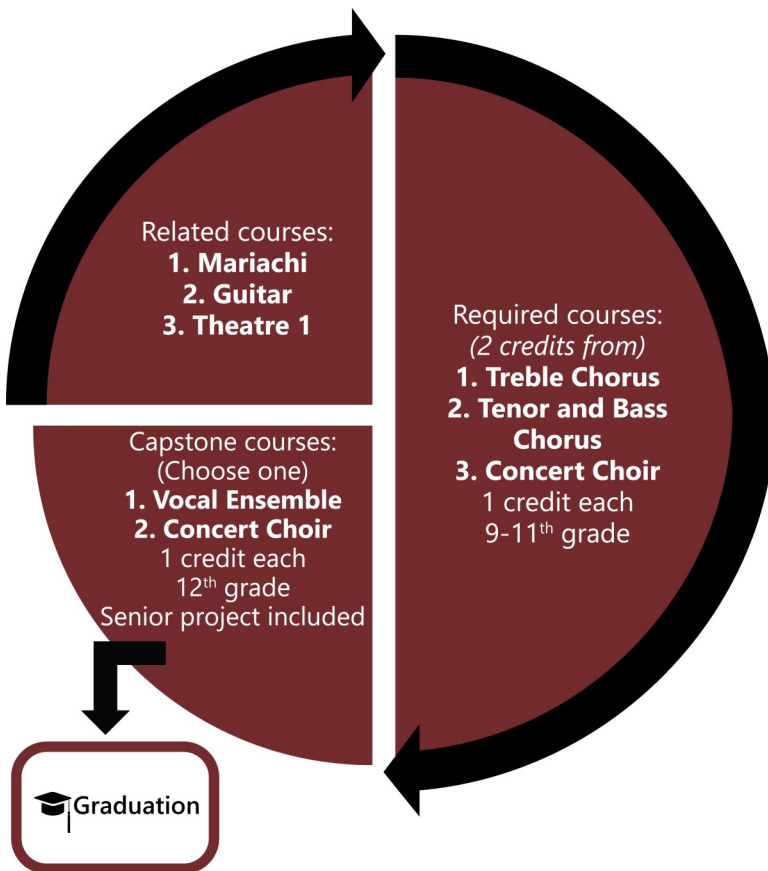 Related courses:
1. Mariachi
2. Guitar
3. Theatre 1
Required courses:
(2 credits from)
1. Treble Chorus
2. Tenor and Bass
Chorus
3. Concert Choir
1 credit each
9-11th grade
Capstone courses:
(Choose one)
1. Vocal Ensemble
2. Concert Choir
1 credit each
12th grade
Senior project included
Graduation